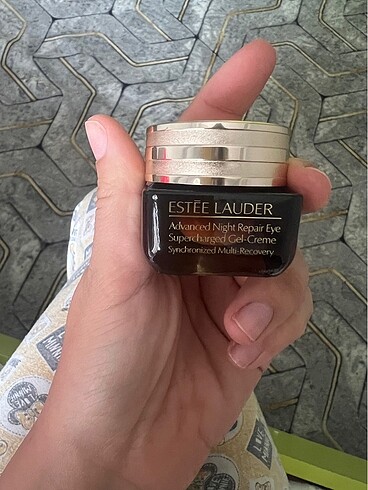 ESTĒE LAUDER
Advanced Night Repair Eye
Supercharged Gel-Creme
Synchronized Multi-Recovery